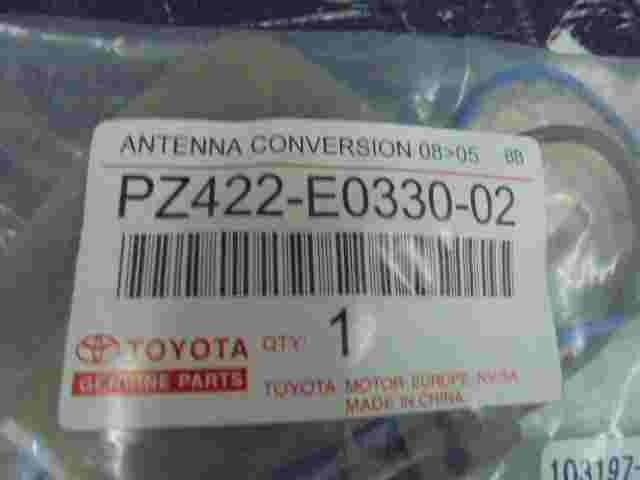 ANTENNA CONVERSION 08>05 BB
PZ422-E0330-02
TOYOTA QTY: 1
GENUINE PARTS
TOYOTA MOTOR EUROPE NV/SA
MADE IN CHINA
103197-